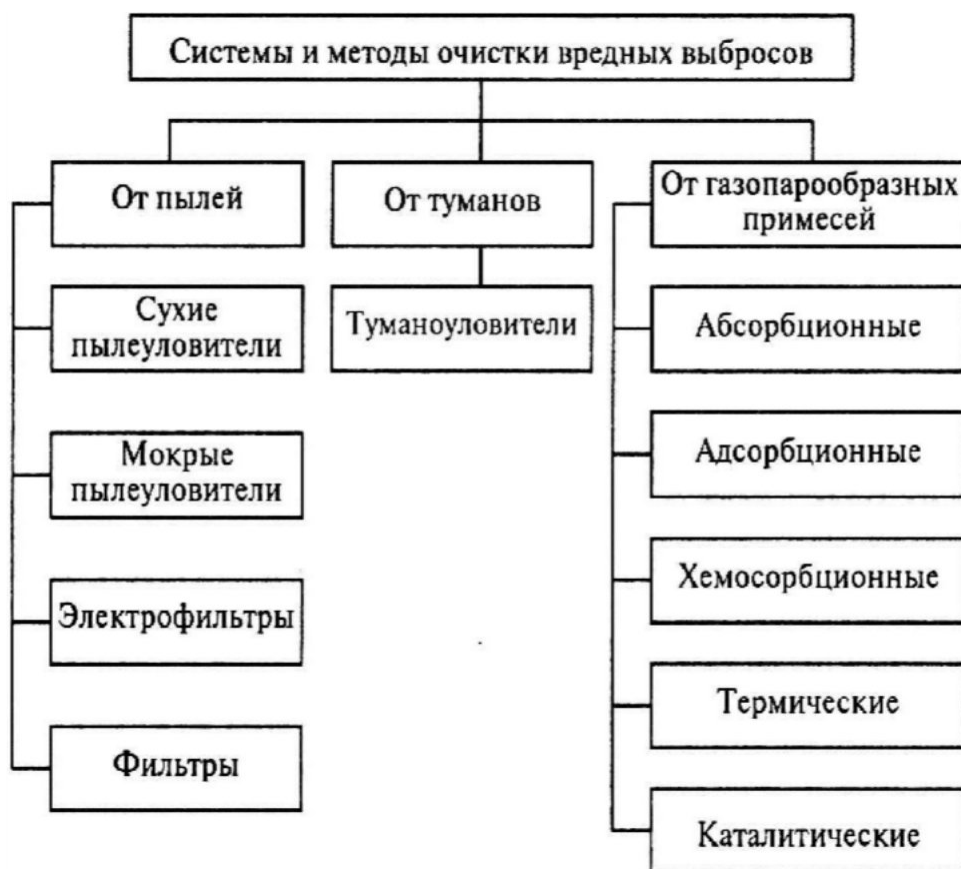 Системы и методы очистки вредных выбросов
От пылей
Сухие
пылеуловители
Мокрые
пылеуловители
Электрофильтры
Фильтры
От туманов
Туманоуловители
От газопарообразных
примесей
Абсорбционные
Адсорбционные
Хемосорбционные
Термические
Каталитические